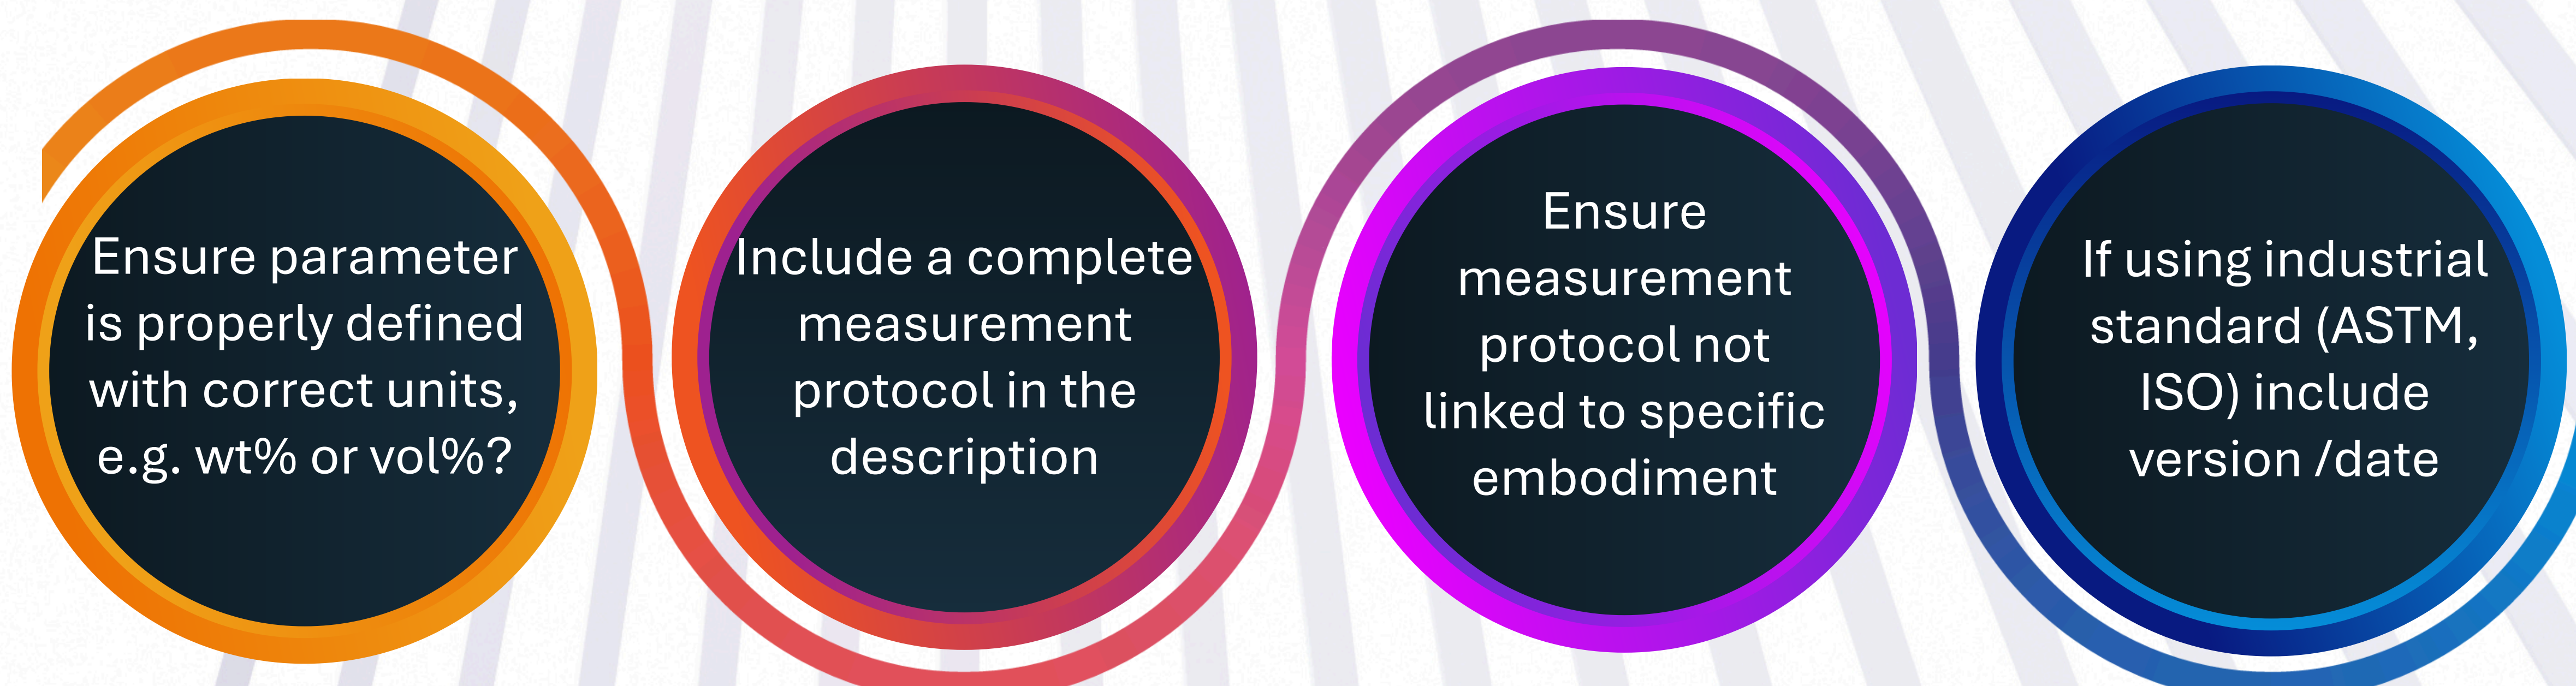 Ensure parameter
is properly defined
with correct units,
e.g. wt% or vol%?
Include a complete
measurement
protocol in the
description
Ensure
measurement
protocol not
linked to specific
embodiment
If using industrial
standard (ASTM,
ISO) include
version /date